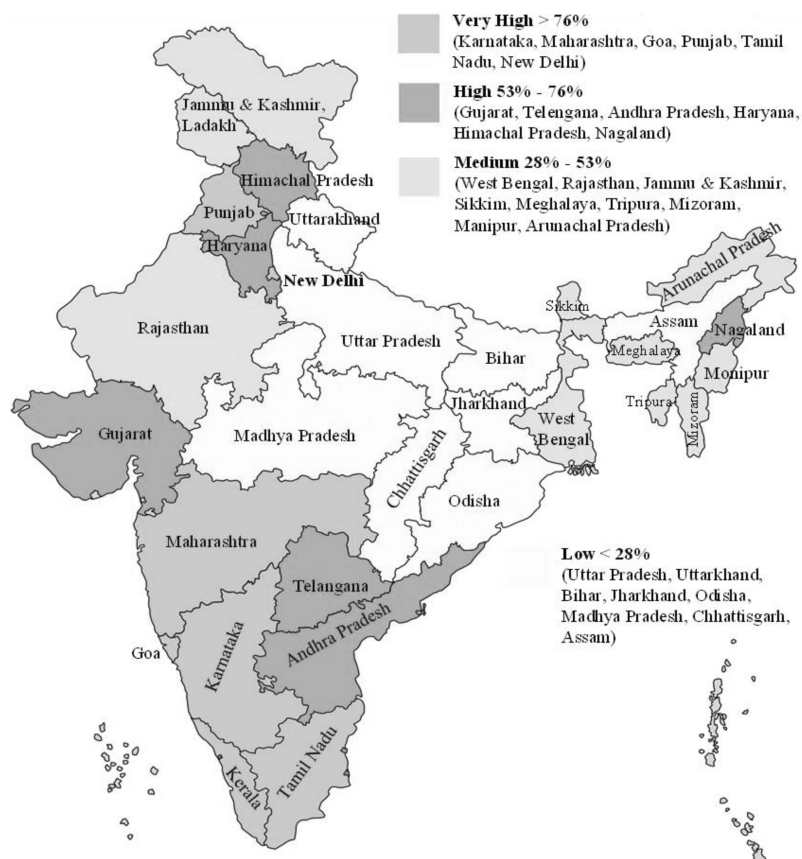 Very High > 76%
(Karnataka, Maharashtra, Goa, Punjab, Tamil
Nadu, New Delhi)
High 53% - 76%
(Gujarat, Telengana, Andhra Pradesh, Haryana,
Himachal Pradesh, Nagaland)
Medium 28% - 53%
(West Bengal, Rajasthan, Jammu & Kashmir,
Sikkim, Meghalaya, Tripura, Mizoram,
Manipur, Arunachal Pradesh)
Jammu & Kashmir,
Ladakh
Himachal Pradesh
Punjab
Uttarakhand
Haryana
New Delhi
Arunachal Pradesh
Sikkim
Assam
Nagaland
Rajasthan
Uttar Pradesh
Bihar
Meghalaya
Monipur
Jharkhand
Tripura
Mizoram
Gujarat
Madhya Pradesh
West
Bengal
Chhattisgarh
Odisha
Maharashtra
Telangana
Andhra Pradesh
Goa
Karnataka
Kerala
Tamil Nadu
Low < 28%
(Uttar Pradesh, Uttarkhand,
Bihar, Jharkhand, Odisha,
Madhya Pradesh, Chhattisgarh,
Assam)